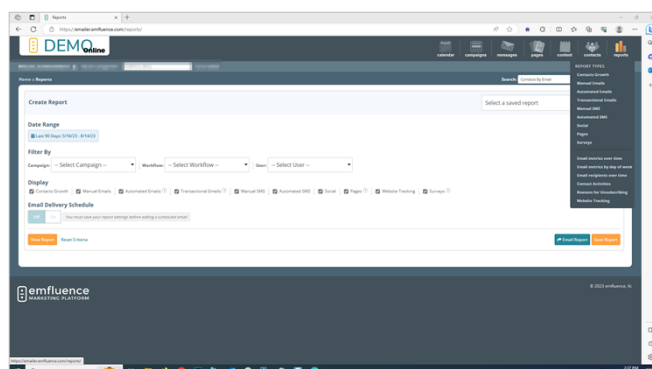 Reports
https://emailer.emfluence.com/reports/
DEMO Online
calendar campaigns messages pages content contacts reports
Home » Reports
Search: Contacts By Email
REPORT TYPES
Contacts Growth
Manual Emails
Automated Emails
Transactional Emails
Manual SMS
Automated SMS
Social
Pages
Surveys
Email metrics over time
Email metrics by day of week
Email recipients over time
Contact Activities
Reasons for Unsubscribing
Website Tracking
Create Report
Select a saved report
Date Range
Last 90 Days: 5/16/23 - 8/14/23
Filter By
Campaign: -- Select Campaign -- Workflow: -- Select Workflow -- User: -- Select User --
Display
Contacts Growth Manual Emails Automated Emails Transactional Emails Manual SMS Automated SMS Social Pages Website Tracking Surveys
Email Delivery Schedule
Off On You must save your report settings before adding a scheduled email
View Report Reset Criteria Email Report Save Report
emfluence
MARKETING PLATFORM
© 2023 emfluence, llc
https://emailer.emfluence.com/reports/
2:07 PM